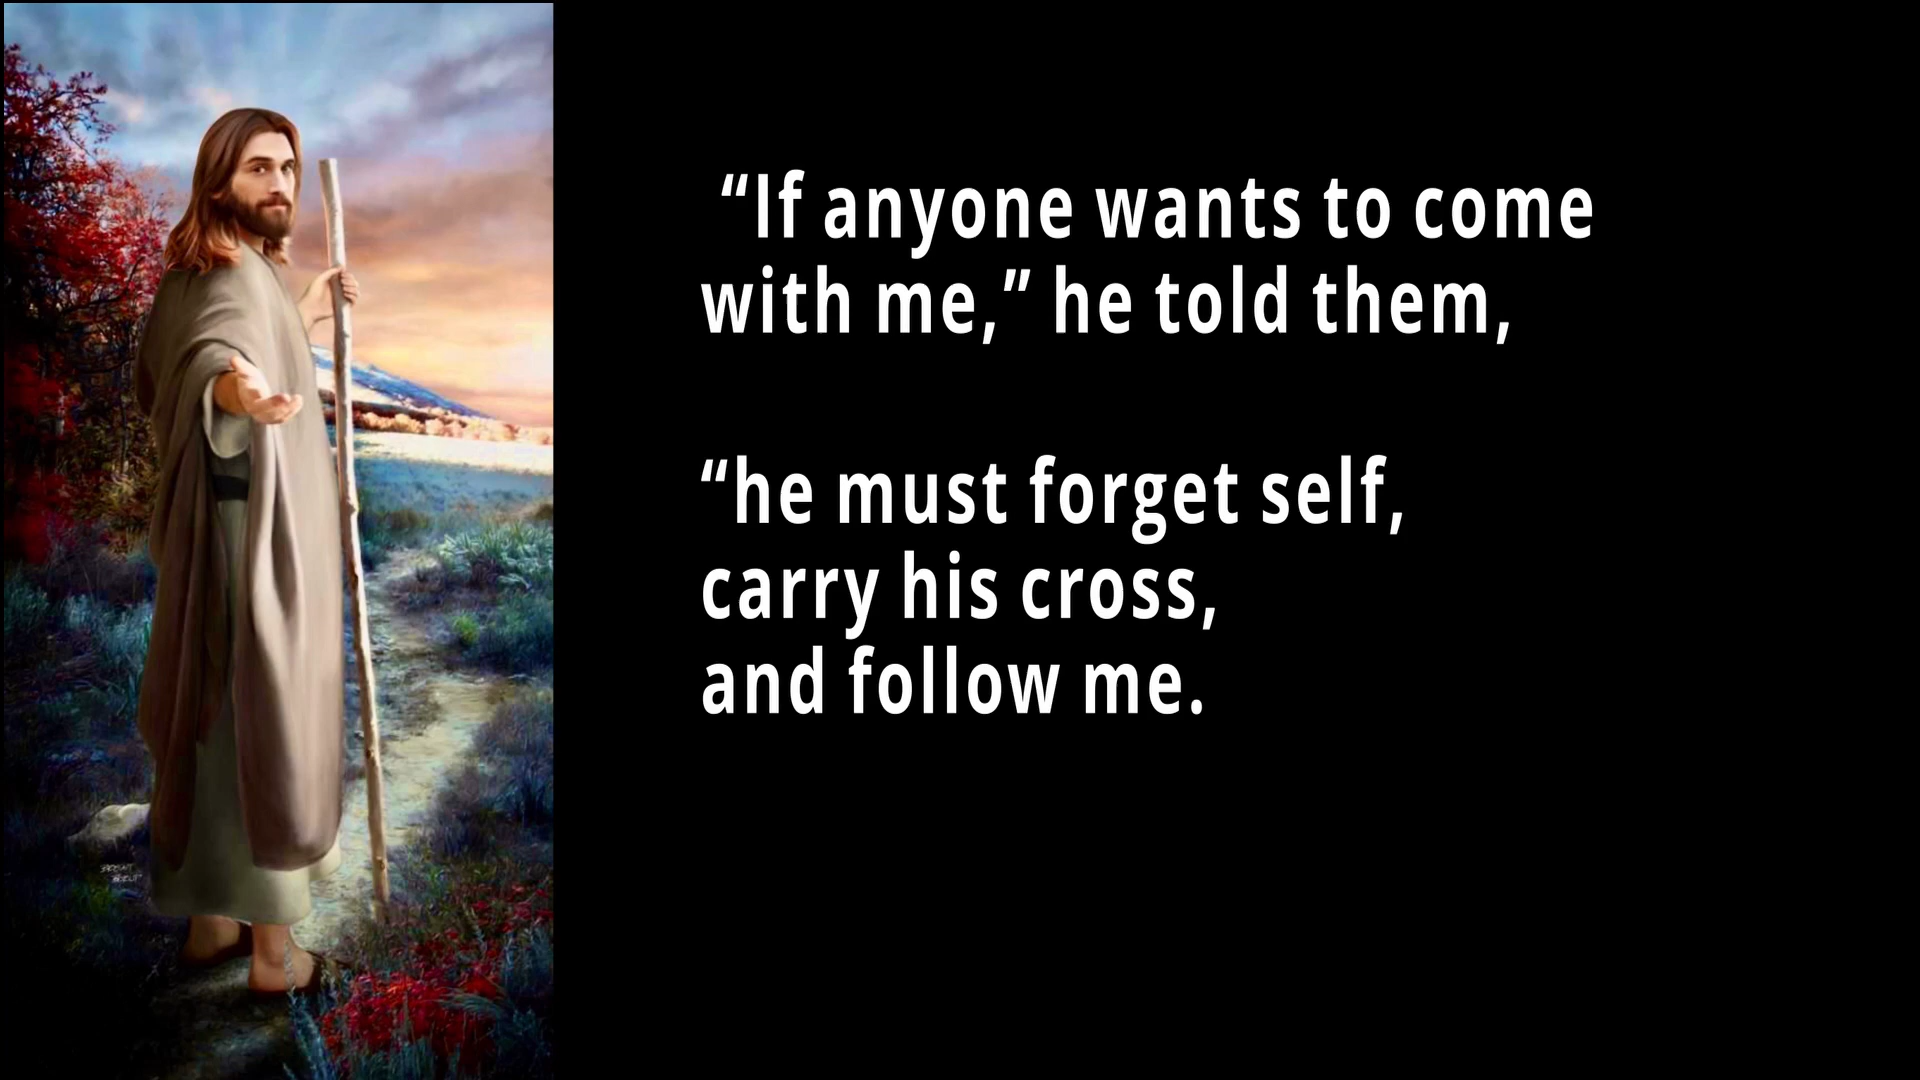 “If anyone wants to come
with me,” he told them,
“he must forget self,
carry his cross,
and follow me.